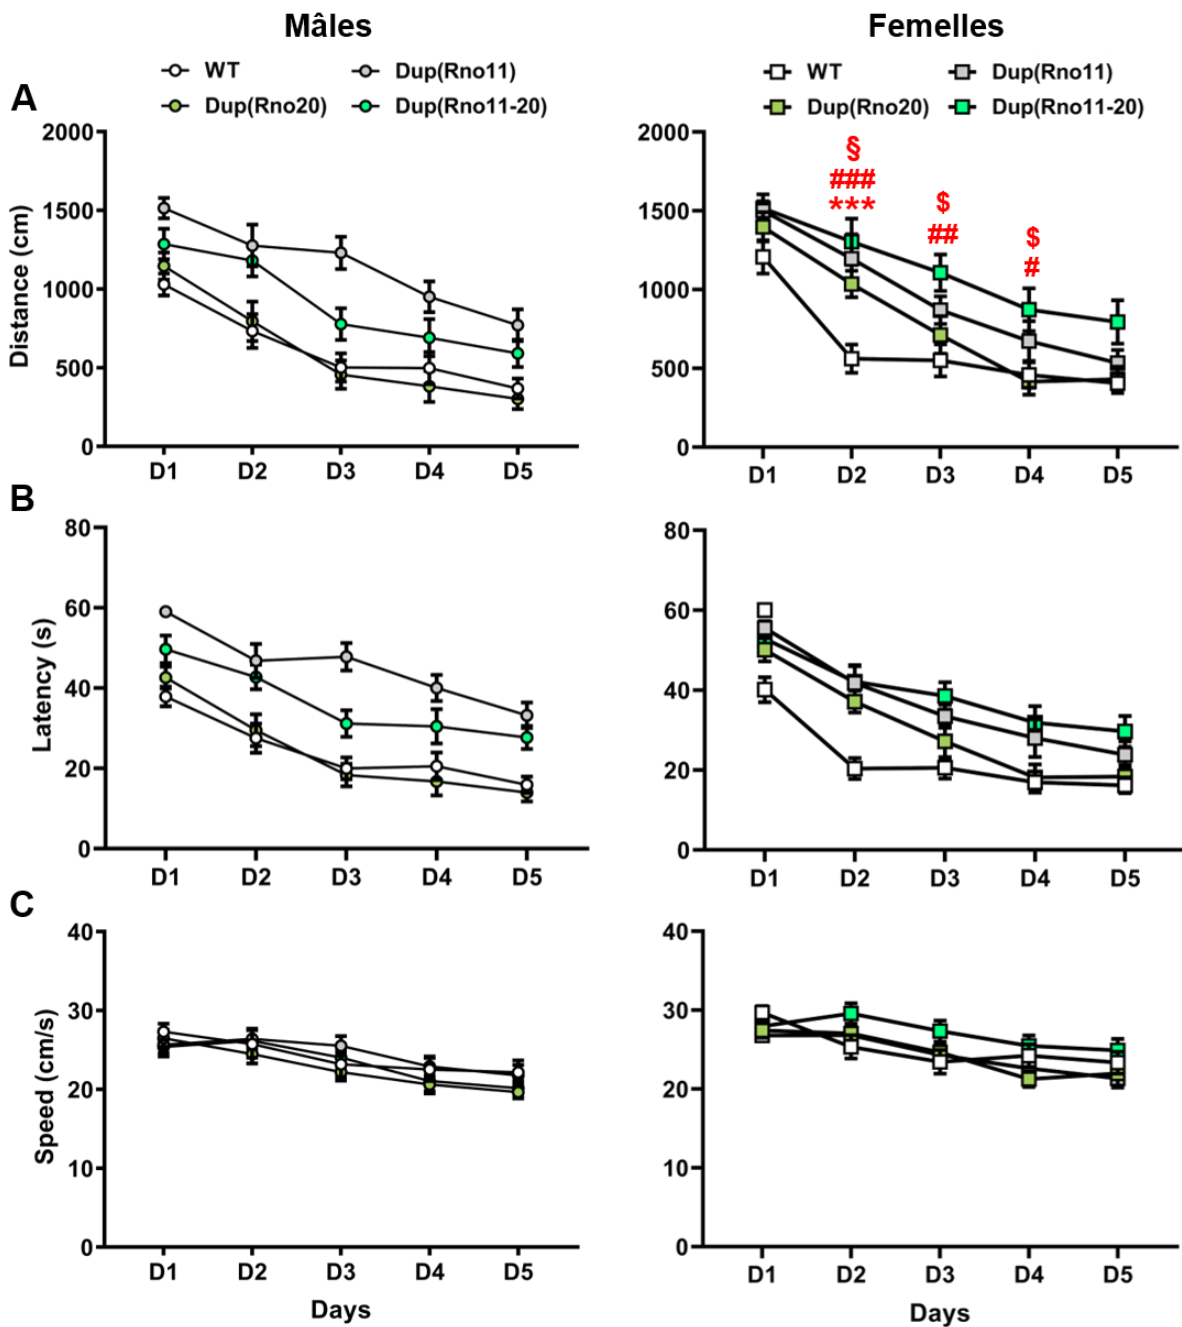 Mâles
Femelles
WT
Dup(Rno11)
Dup(Rno20)
Dup(Rno11-20)
WT
Dup(Rno11)
Dup(Rno20)
Dup(Rno11-20)
A
Distance (cm)
2000
1500
1000
500
0
D1 D2 D3 D4 D5
2000
1500
1000
500
0
§
###
***
$
##
$
#
D1 D2 D3 D4 D5
B
Latency (s)
80
60
40
20
0
D1 D2 D3 D4 D5
80
60
40
20
0
D1 D2 D3 D4 D5
C
Speed (cm/s)
40
30
20
10
0
D1 D2 D3 D4 D5
Days
40
30
20
10
0
D1 D2 D3 D4 D5
Days